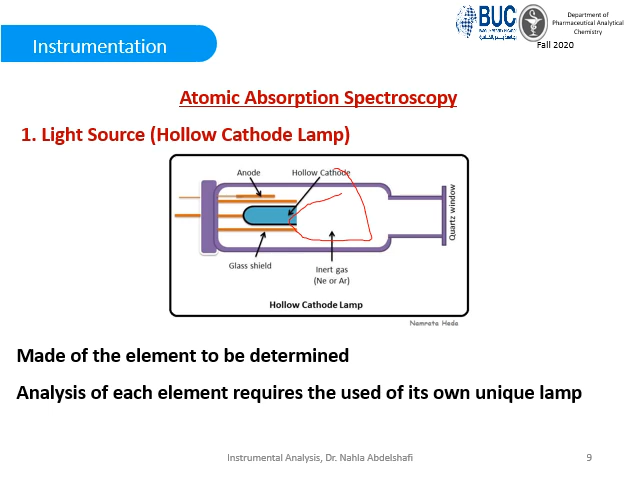 Instrumentation
BUC
Department of
Pharmaceutical Analytical
Chemistry
Fall 2020
Atomic Absorption Spectroscopy
1. Light Source (Hollow Cathode Lamp)
Anode
Hollow Cathode
Quartz window
Glass shield
Inert gas
(Ne or Ar)
Hollow Cathode Lamp
Namrata Heda
Made of the element to be determined
Analysis of each element requires the used of its own unique lamp
Instrumental Analysis, Dr. Nahla Abdelshafi
9